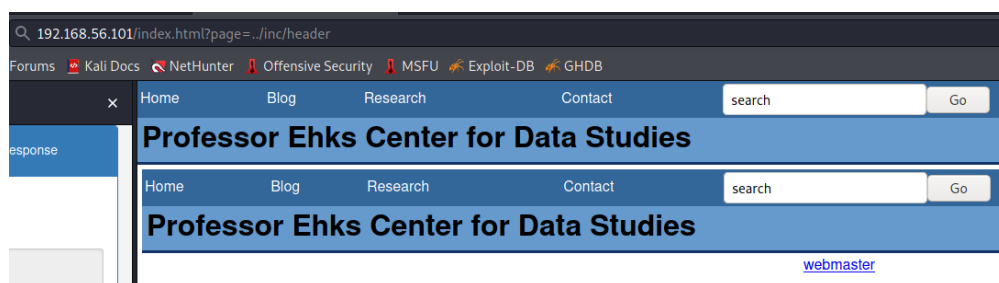 192.168.56.101/index.html?page=../inc/header
Forums Kali Docs NetHunter Offensive Security MSFU Exploit-DB GHDB
× Home Blog Research Contact search Go
Professor Ehks Center for Data Studies
esponse
Home Blog Research Contact search Go
Professor Ehks Center for Data Studies
webmaster